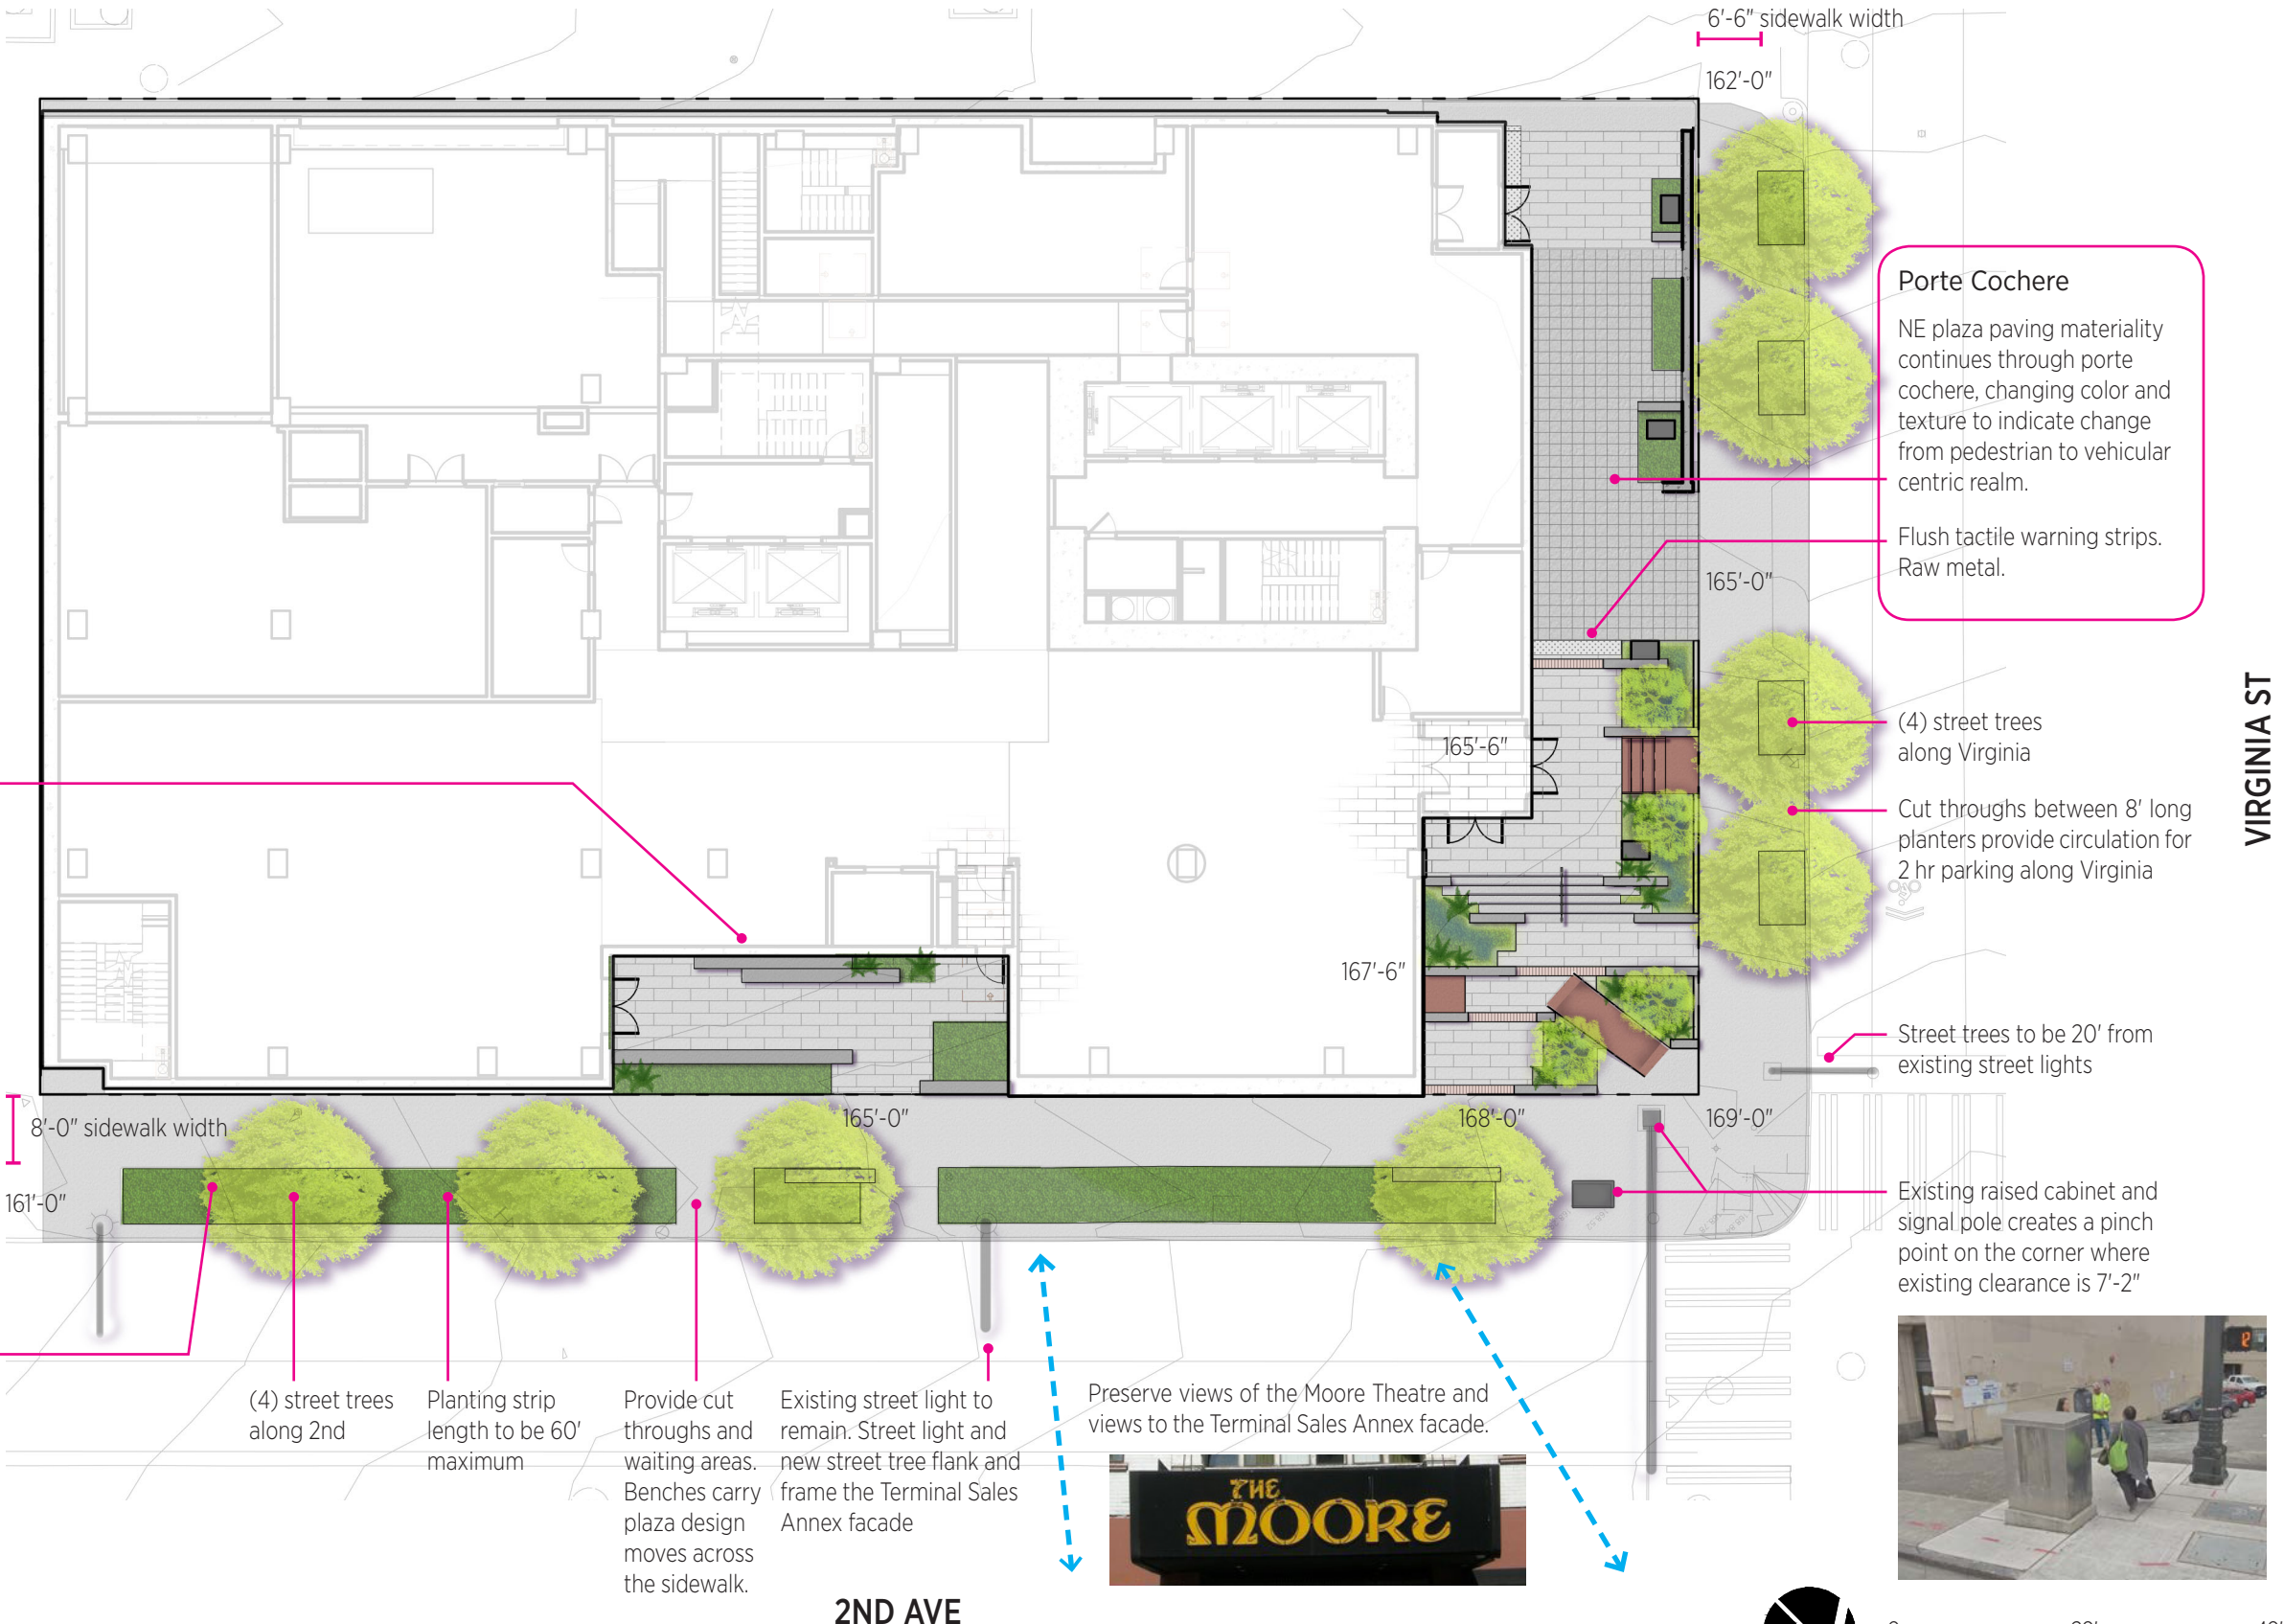 6'-6" sidewalk width
162'-0"
Porte Cochere
NE plaza paving materiality
continues through porte
cochere, changing color and
texture to indicate change
from pedestrian to vehicular
centric realm.
Flush tactile warning strips.
Raw metal.
165'-0"
(4) street trees
along Virginia
VIRGINIA ST
165'-6"
Cut throughs between 8' long
planters provide circulation for
2 hr parking along Virginia
167'-6"
Street trees to be 20' from
existing street lights
8'-0" sidewalk width
165'-0"
168'-0"
169'-0"
161'-0"
Existing raised cabinet and
signal pole creates a pinch
point on the corner where
existing clearance is 7'-2"
(4) street trees
along 2nd
Planting strip
length to be 60'
maximum
Provide cut
throughs and
waiting areas.
Benches carry
plaza design
moves across
the sidewalk.
Existing street light to
remain. Street light and
new street tree flank and
frame the Terminal Sales
Annex facade
Preserve views of the Moore Theatre and
views to the Terminal Sales Annex facade.
THE
MOORE
2ND AVE